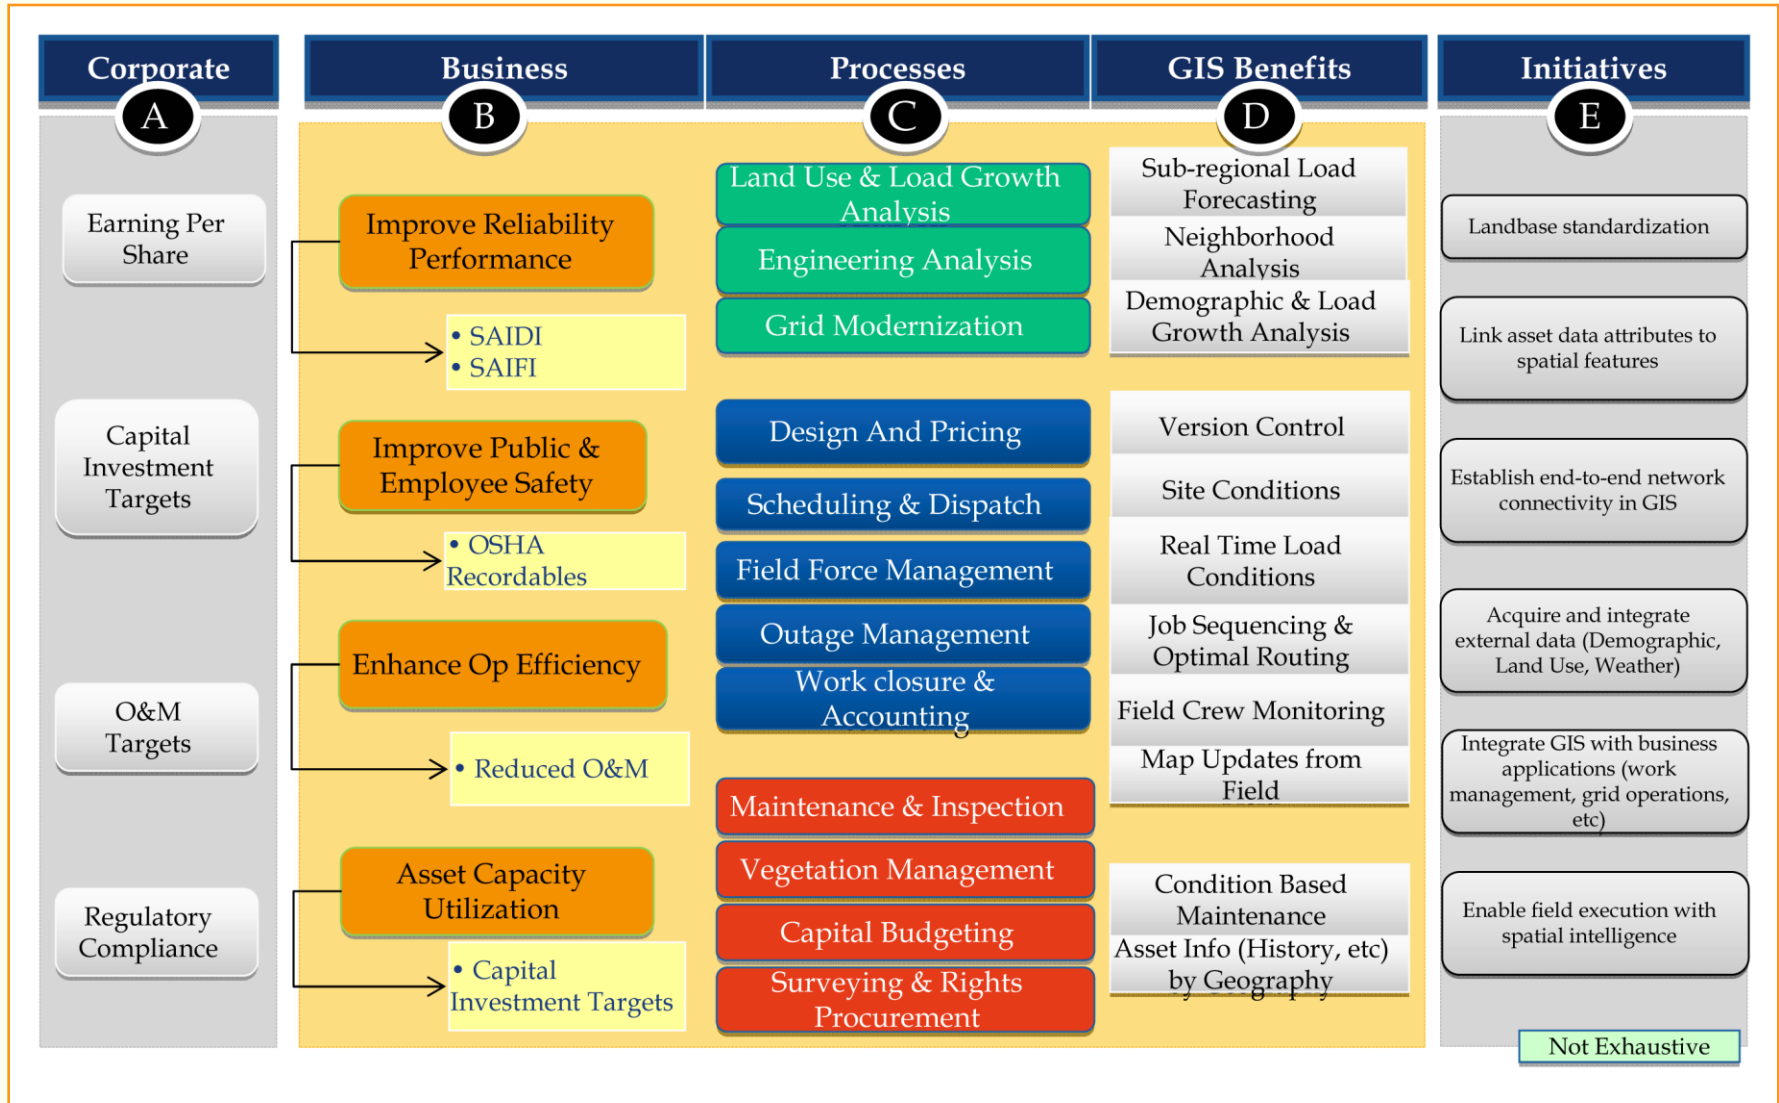 Corporate
A
Earning Per
Share
Capital
Investment
Targets
O&M
Targets
Regulatory
Compliance
Business
B
Improve Reliability
Performance
• SAIDI
• SAIFI
Improve Public &
Employee Safety
• OSHA
Recordables
Enhance Op Efficiency
• Reduced O&M
Asset Capacity
Utilization
• Capital
Investment Targets
Processes
C
Land Use & Load Growth
Analysis
Engineering Analysis
Grid Modernization
Design And Pricing
Scheduling & Dispatch
Field Force Management
Outage Management
Work closure &
Accounting
Maintenance & Inspection
Vegetation Management
Capital Budgeting
Surveying & Rights
Procurement
GIS Benefits
D
Sub-regional Load
Forecasting
Neighborhood
Analysis
Demographic & Load
Growth Analysis
Version Control
Site Conditions
Real Time Load
Conditions
Job Sequencing &
Optimal Routing
Field Crew Monitoring
Map Updates from
Field
Condition Based
Maintenance
Asset Info (History, etc)
by Geography
Initiatives
E
Landbase standardization
Link asset data attributes to
spatial features
Establish end-to-end network
connectivity in GIS
Acquire and integrate
external data (Demographic,
Land Use, Weather)
Integrate GIS with business
applications (work
management, grid operations,
etc)
Enable field execution with
spatial intelligence
Not Exhaustive